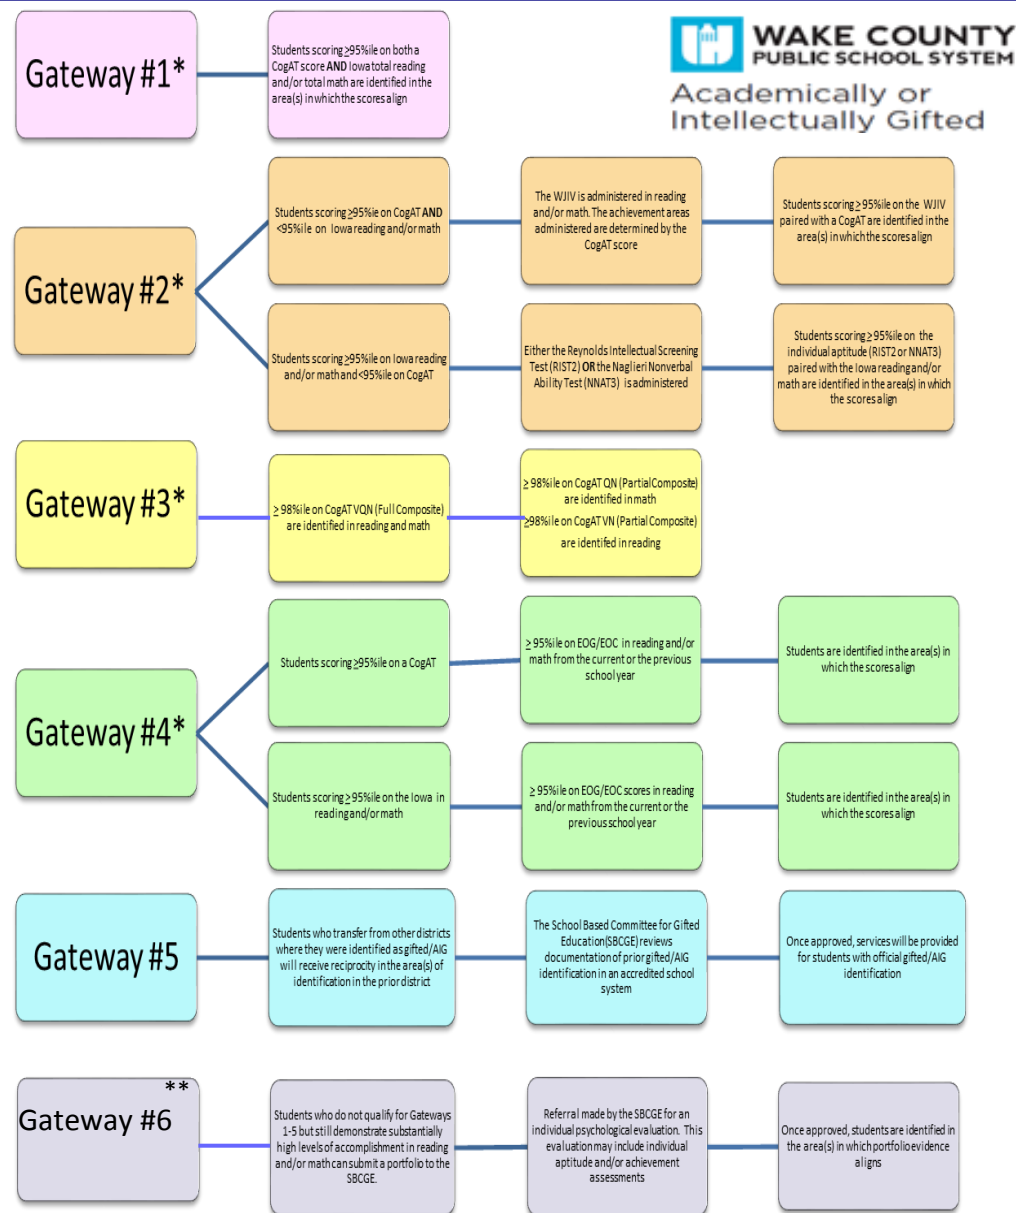 WAKE COUNTY
PUBLIC SCHOOL SYSTEM
Academically or
Intellectually Gifted
Gateway #1*
Students scoring ≥95%ile on both a
CogAT score AND Iowa total reading
and/or total math are identified in the
area(s) in which the scores align
Gateway #2*
Students scoring ≥95%ie on CogAT AND
<95%ile on Iowa reading and/or math
The WJIV is administered in reading
and/or math. The achievement areas
administered are determined by the
CogAT score
Students scoring ≥95%ile on the WJIV
paired with a CogAT are identified in the
area(s) in which the scores align
Students scoring ≥95%ile on Iowa reading
and/or math and <95%ile on CogAT
Either the Reynolds Intellectual Screening
Test (RIST2) OR the Naglieri Nonverbal
Ability Test (NNAT3) is administered
Students scoring ≥95%ile on the
individual aptitude (RIST2 or NNAT3)
paired with the Iowa reading and/or
math are identified in the area(s) in which
the scores align
Gateway #3*
≥ 98%ile on CogAT VQN (Full Composite)
are identified in reading and math
≥ 98%ile on CogAT QN (Partial Composite)
are identified in math
≥98%ile on CogAT VN (Partial Composite)
are identifed in reading
Gateway #4*
Students scoring ≥95%ile on a CogAT
≥ 95%ile on EOG/EOC in reading and/or
math from the current or the previous
school year
Students are identified in the area(s) in
which the scores align
Students scoring ≥95%ile on the Iowa in
reading and/or math
≥ 95%ile on EOG/EOC scores in reading
and/or math from the current or the
previous school year
Students are identified in the area(s) in
which the scores align
Gateway #5
Students who transfer from other districts
where they were identified as gifted/AIG
will receive reciprocity in the area(s) of
identification in the prior district
The School Based Committee for Gifted
Education(SBCGE) reviews
documentation of prior gifted/AIG
identification in an accredited school
system
Once approved, services will be provided
for students with official gifted/AIG
identification
**
Gateway #6
Students who do not qualify for Gateways
1-5 but still demonstrate substantially
high levels of accomplishment in reading
and/or math can submit a portfolio to the
SBCGE.
Referral made by the SBCGE for an
individual psychological evaluation. This
evaluation may include individual
aptitude and/or achievement
assessments
Once approved, students are identified in
the area(s) in which portfolio evidence
aligns